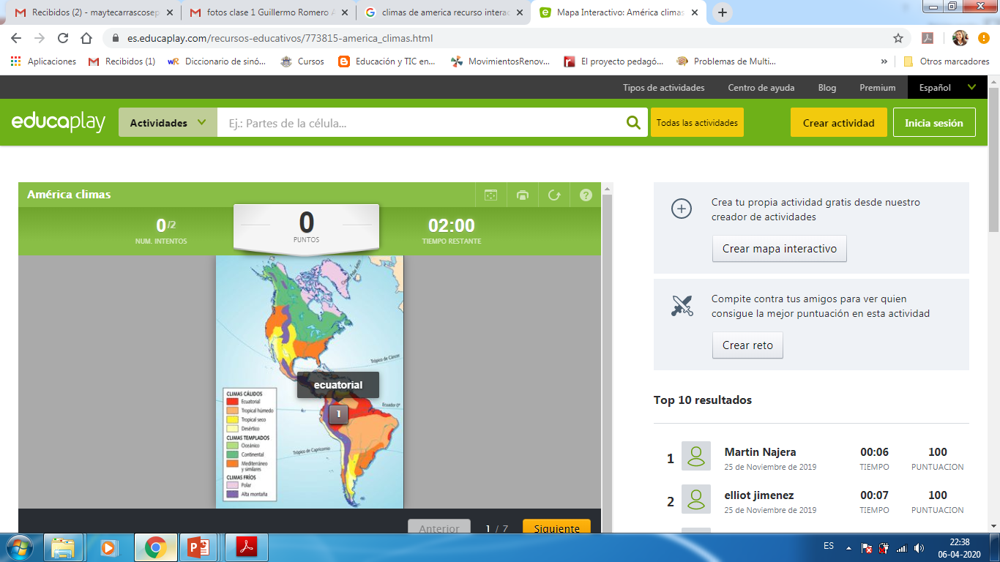 Recibidos (2) - maytecarrascosep
fotos clase 1 Guillermo Romero A
climas de america recurso interac
Mapa Interactivo: América climas
es.educaplay.com/recursos-educativos/773815-america_climas.html
Aplicaciones
Recibidos (1)
Diccionario de sinó...
Cursos
Educación y TIC en...
MovimientosRenov...
El proyecto pedagó...
Problemas de Multi...
»
Otros marcadores
Tipos de actividades
Centro de ayuda
Blog
Premium
Español
educaplay
Actividades
Ej.: Partes de la célula...
Todas las actividades
Crear actividad
Inicia sesión
América climas
0/2
NUM. INTENTOS
0
PUNTOS
02:00
TIEMPO RESTANTE
Trópico de Cáncer
ecuatorial
Ecuador 0º
1
Trópico de Capricornio
CLIMAS CÁLIDOS
Ecuatorial
Tropical húmedo
Tropical seco
Desértico
CLIMAS TEMPLADOS
Oceánico
Continental
Mediterráneo
y similares
CLIMAS FRÍOS
Polar
Alta montaña
Anterior
1 / 7
Siguiente
Crea tu propia actividad gratis desde nuestro
creador de actividades
Crear mapa interactivo
Compite contra tus amigos para ver quien
consigue la mejor puntuación en esta actividad
Crear reto
Top 10 resultados
1
Martin Najera
25 de Noviembre de 2019
00:06
TIEMPO
100
PUNTUACION
2
elliot jimenez
25 de Noviembre de 2019
00:07
TIEMPO
100
PUNTUACION
ES
22:38
06-04-2020